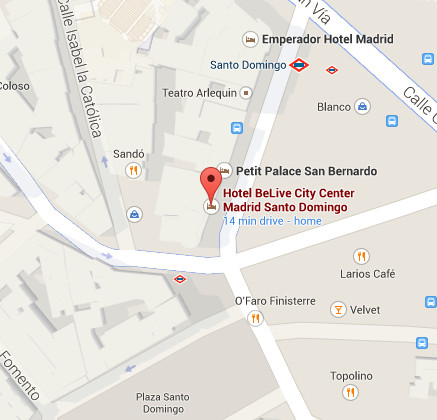 Calle Isabel la Católica
n Vía
Emperador Hotel Madrid
Santo Domingo
Coloso
Teatro Arlequin
Blanco
Calle
Sandó
Petit Palace San Bernardo
Hotel BeLive City Center
Madrid Santo Domingo
14 min drive - home
Larios Café
O'Faro Finisterre
Velvet
Topolino
Fomento
Plaza Santo
Domingo